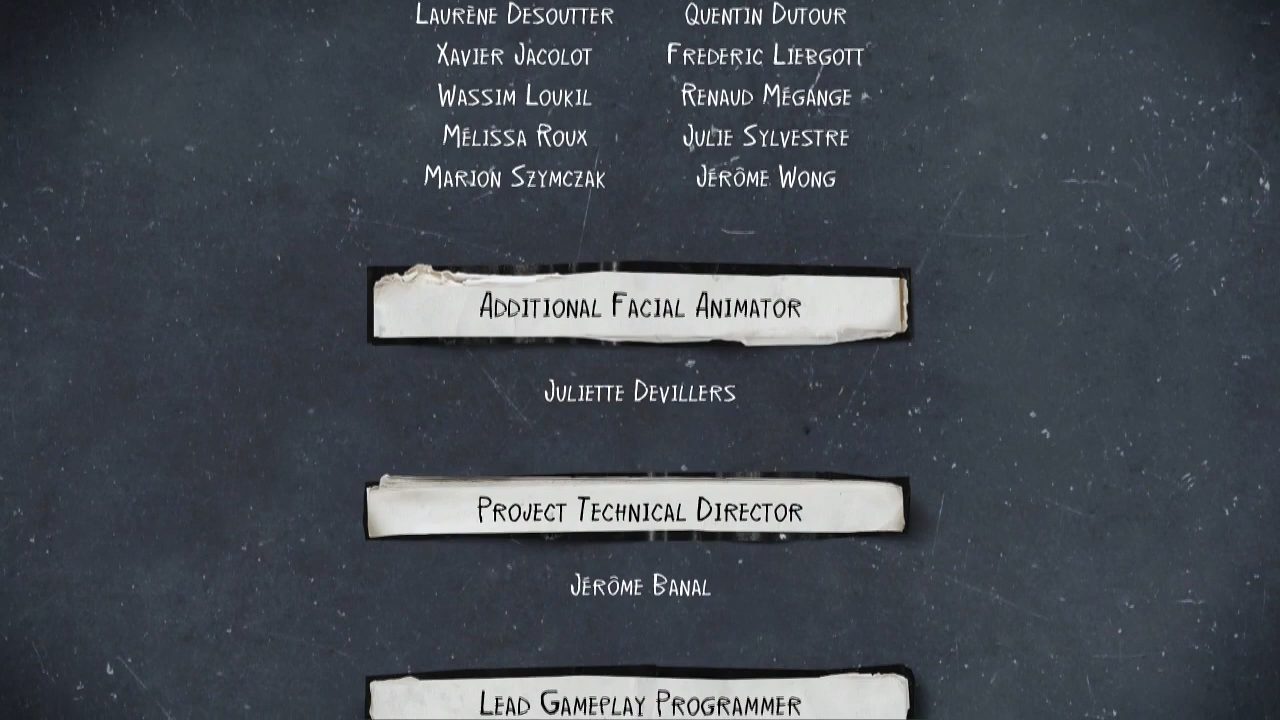 Laurène Desoutter Quentin Dutour
Xavier Jacolot Frederic Liebgott
Wassim Loukil Renaud Mégange
Mélissa Roux Julie Sylvestre
Marion Szymczak Jérôme Wong
Additional Facial Animator
Juliette Devillers
Project Technical Director
Jérôme Banal
Lead Gameplay Programmer